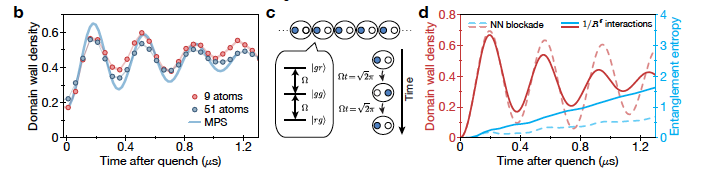 b
Domain wall density
0.6
0.4
0.2
0
0
0.4
0.8
1.2
Time after quench (μs)
9 atoms
51 atoms
MPS
c
|gr⟩
Ω
|gg⟩
Ω
|rg⟩
Ωt=√2π
Ωt=√2π
Time
d
NN blockade
1/R⁶ interactions
Domain wall density
0.8
0.6
0.4
0.2
0
0
0.4
0.8
1.2
Time after quench (μs)
4
3
2
1
0
Entanglement entropy